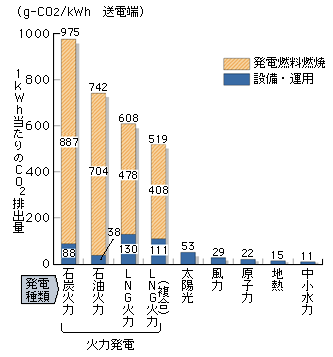 (g-CO2/kWh 送電端)
1kWh当たりのCO2排出量
1000
800
600
400
200
0
発電燃料燃焼
設備・運用
975
887
88
742
704
38
608
478
130
519
408
111
53
29
22
15
11
発電種類
石炭火力
石油火力
LNG火力
LNG火力(複合)
太陽光
風力
原子力
地熱
中小水力
火力発電